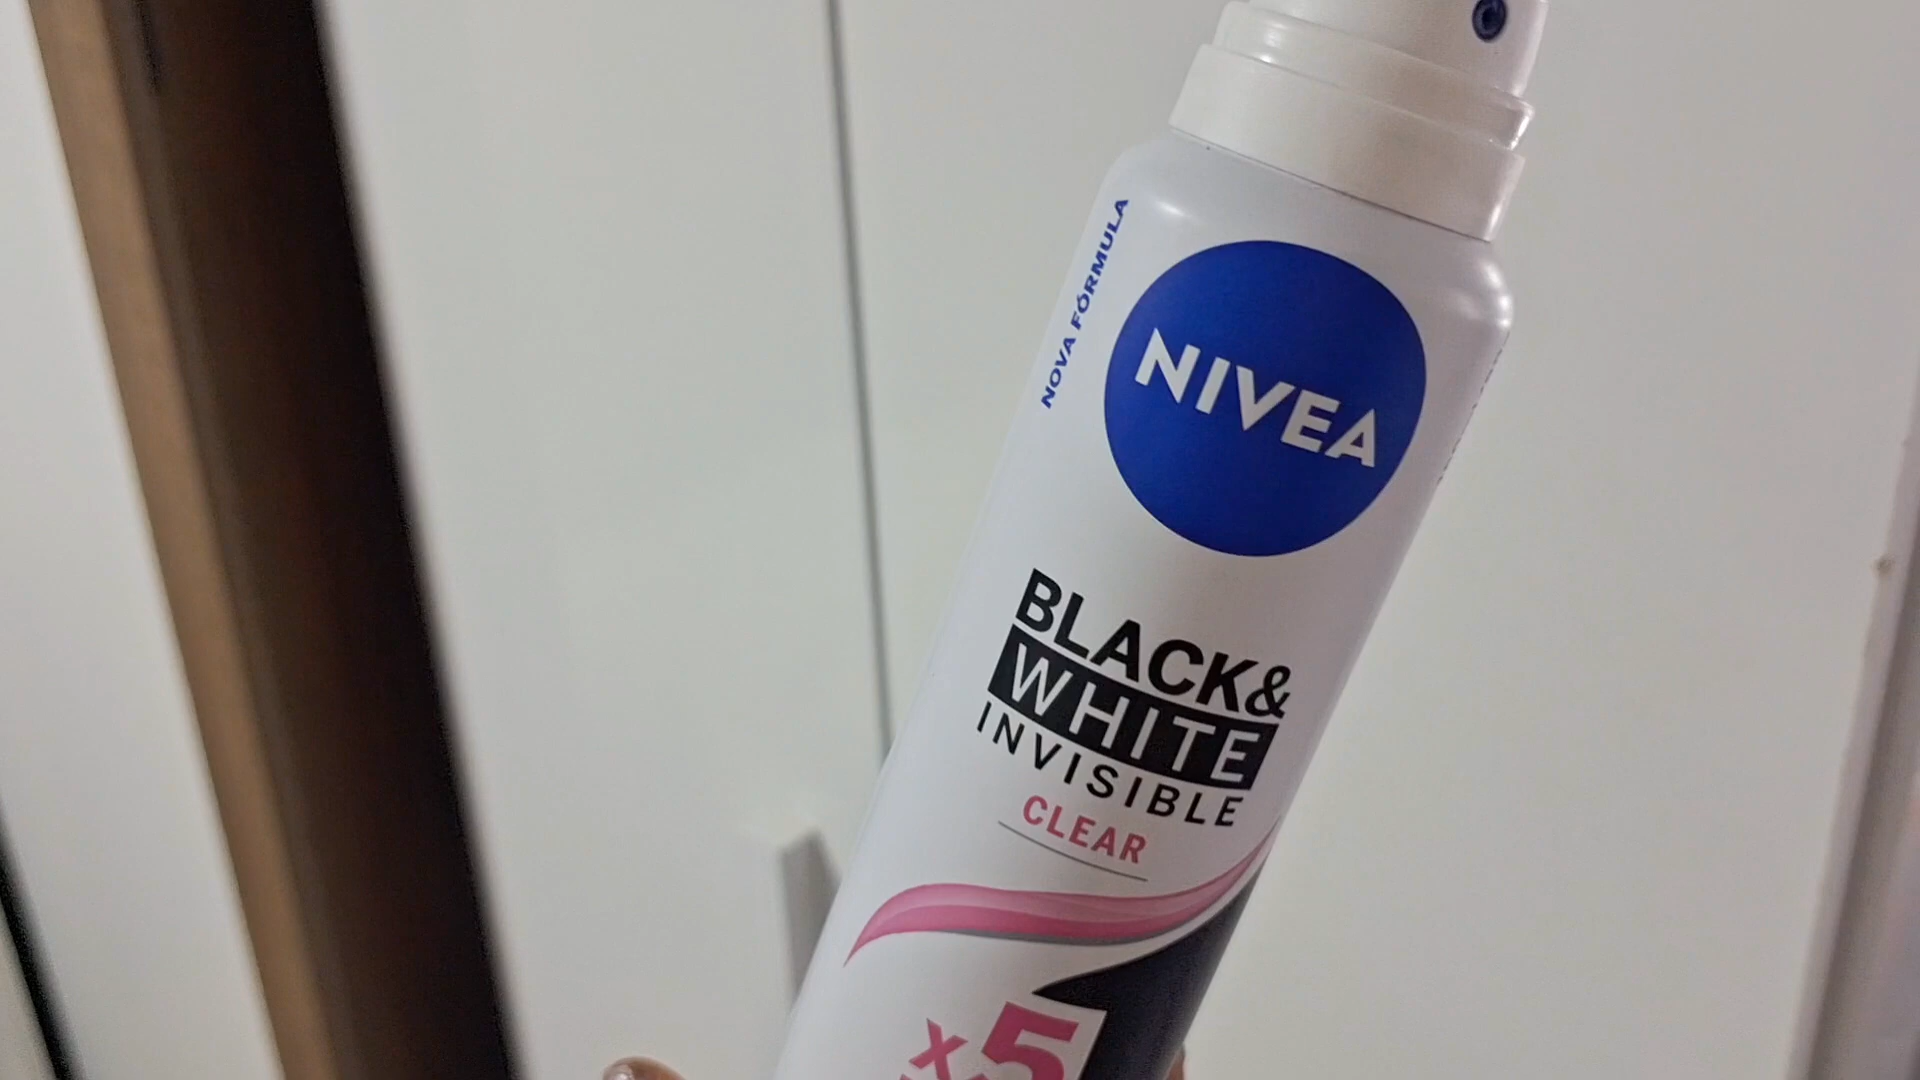 NOVA FÓRMULA
NIVEA
BLACK&
WHITE
INVISIBLE
CLEAR
x5